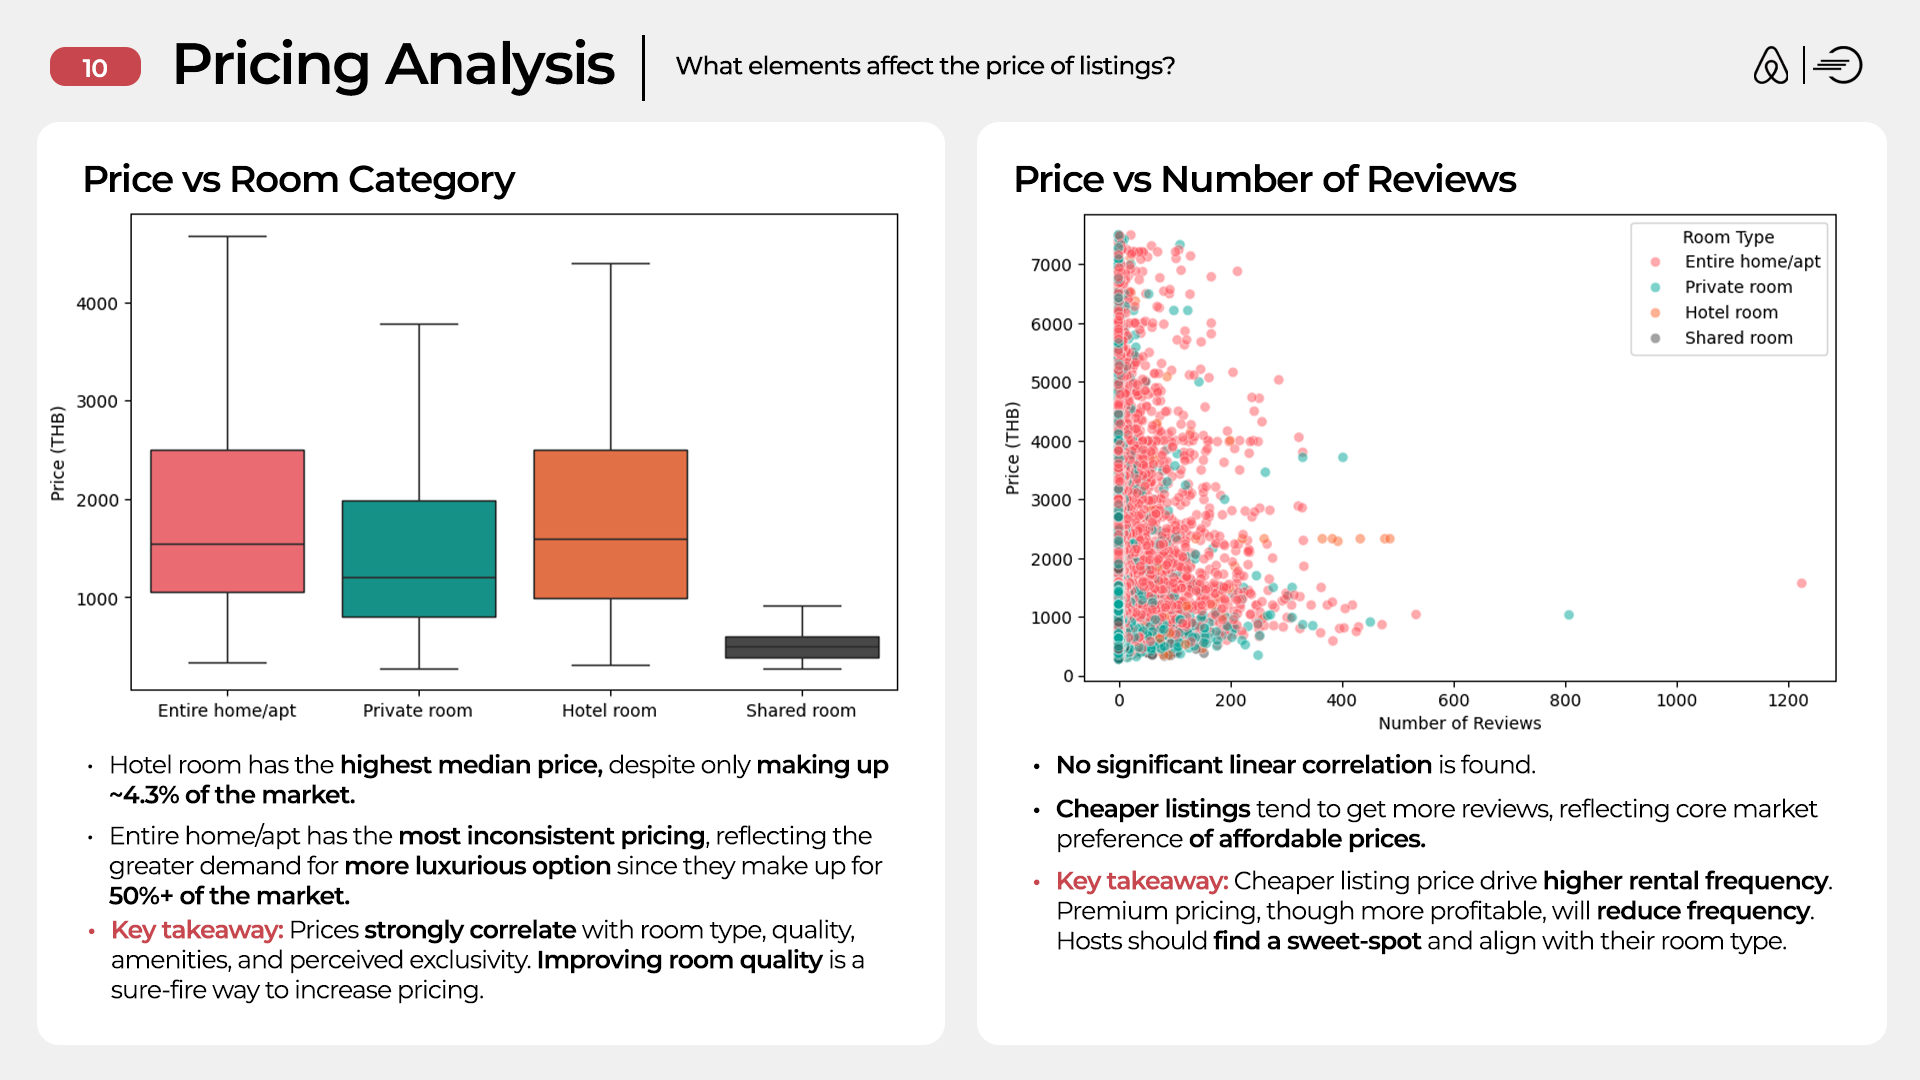 10
Pricing Analysis
What elements affect the price of listings?
Price vs Room Category
4000
3000
2000
1000
Price (THB)
Entire home/apt
Private room
Hotel room
Shared room
• Hotel room has the highest median price, despite only making up
~4.3% of the market.
• Entire home/apt has the most inconsistent pricing, reflecting the
greater demand for more luxurious option since they make up for
50%+ of the market.
• Key takeaway: Prices strongly correlate with room type, quality,
amenities, and perceived exclusivity. Improving room quality is a
sure-fire way to increase pricing.
Price vs Number of Reviews
Room Type
Entire home/apt
Private room
Hotel room
Shared room
7000
6000
5000
4000
3000
2000
1000
0
Price (THB)
0 200 400 600 800 1000 1200
Number of Reviews
• No significant linear correlation is found.
• Cheaper listings tend to get more reviews, reflecting core market
preference of affordable prices.
• Key takeaway: Cheaper listing price drive higher rental frequency.
Premium pricing, though more profitable, will reduce frequency.
Hosts should find a sweet-spot and align with their room type.